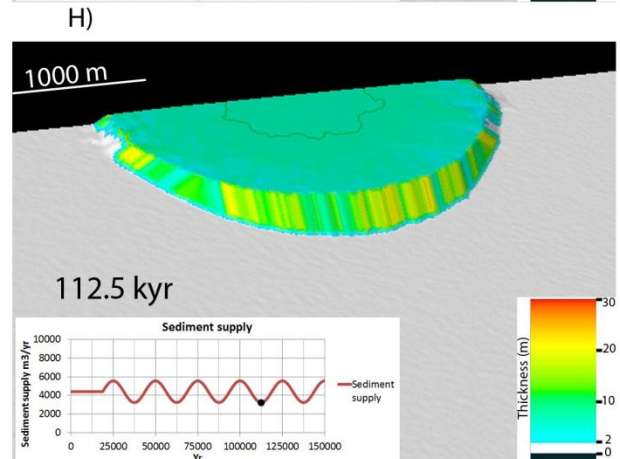 H)
1000 m
112.5 kyr
Sediment supply
Sediment supply m3/yr
10000
8000
6000
4000
2000
0
0 25000 50000 75000 100000 125000 150000
Yr
Sediment
supply
Thickness (m)
30
20
10
2
0